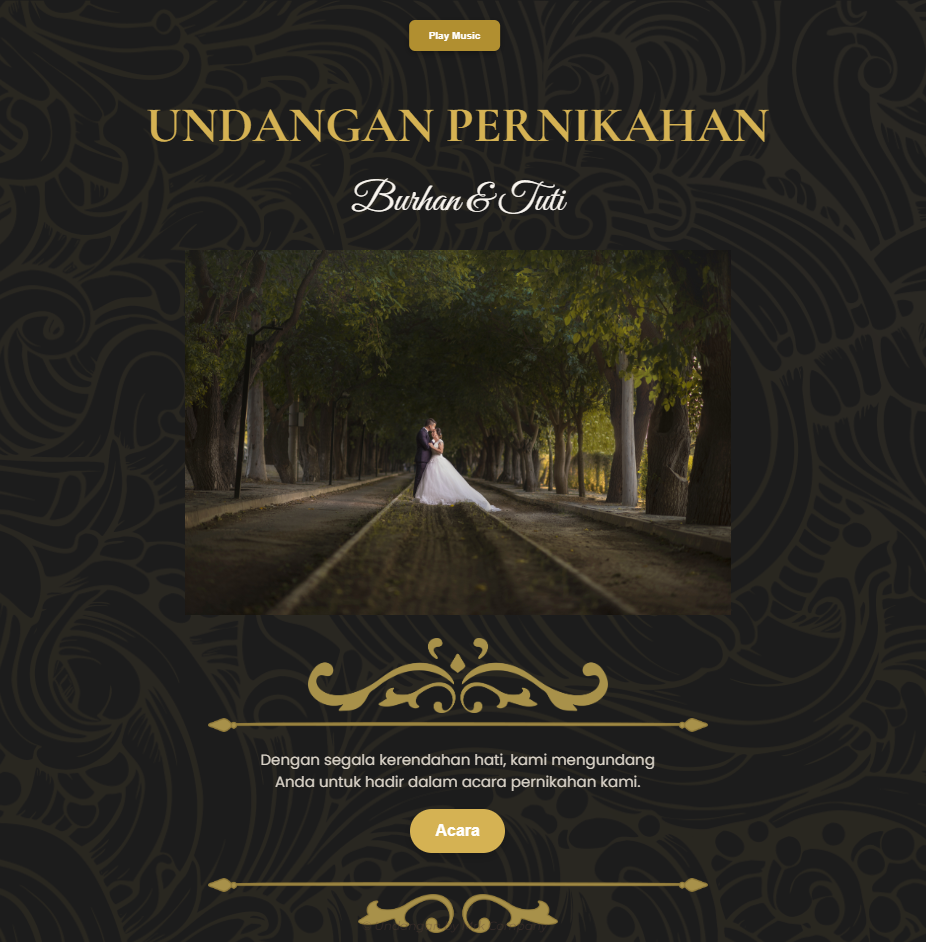 Play Music
UNDANGAN PERNIKAHAN
Burhan & Tuti
Dengan segala kerendahan hati, kami mengundang
Anda untuk hadir dalam acara pernikahan kami.
Acara